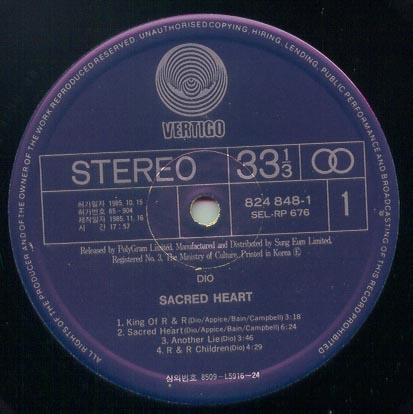 ALL RIGHTS OF THE PRODUCER AND OF THE OWNER OF THE WORK REPRODUCED RESERVED. UNAUTHORISED COPYING, HIRING, LENDING, PUBLIC PERFORMANCE AND BROADCASTING OF THIS RECORD PROHIBITED
VERTIGO
STEREO
33 1/3
허가일자 1985. 10. 15
허가번호 85-904
제작일자 1985. 11. 16
시 간 17:57
824 848-1
SEL-RP 676
1
Released by PolyGram Limited, Manufactured and Distributed by Sung Eum Limited.
Registered No. 3, The Ministry of Culture, Printed in Korea Ⓔ
DIO
SACRED HEART
1. King Of R & R(Dio/Appice/Bain/Campbell) 3:18
2. Sacred Heart(Dio/Appice/Bain/Campbell) 6:24
3. Another Lie(Dio) 3:46
4. R & R Children(Dio) 4:29
심의번호 8509-L5916-24